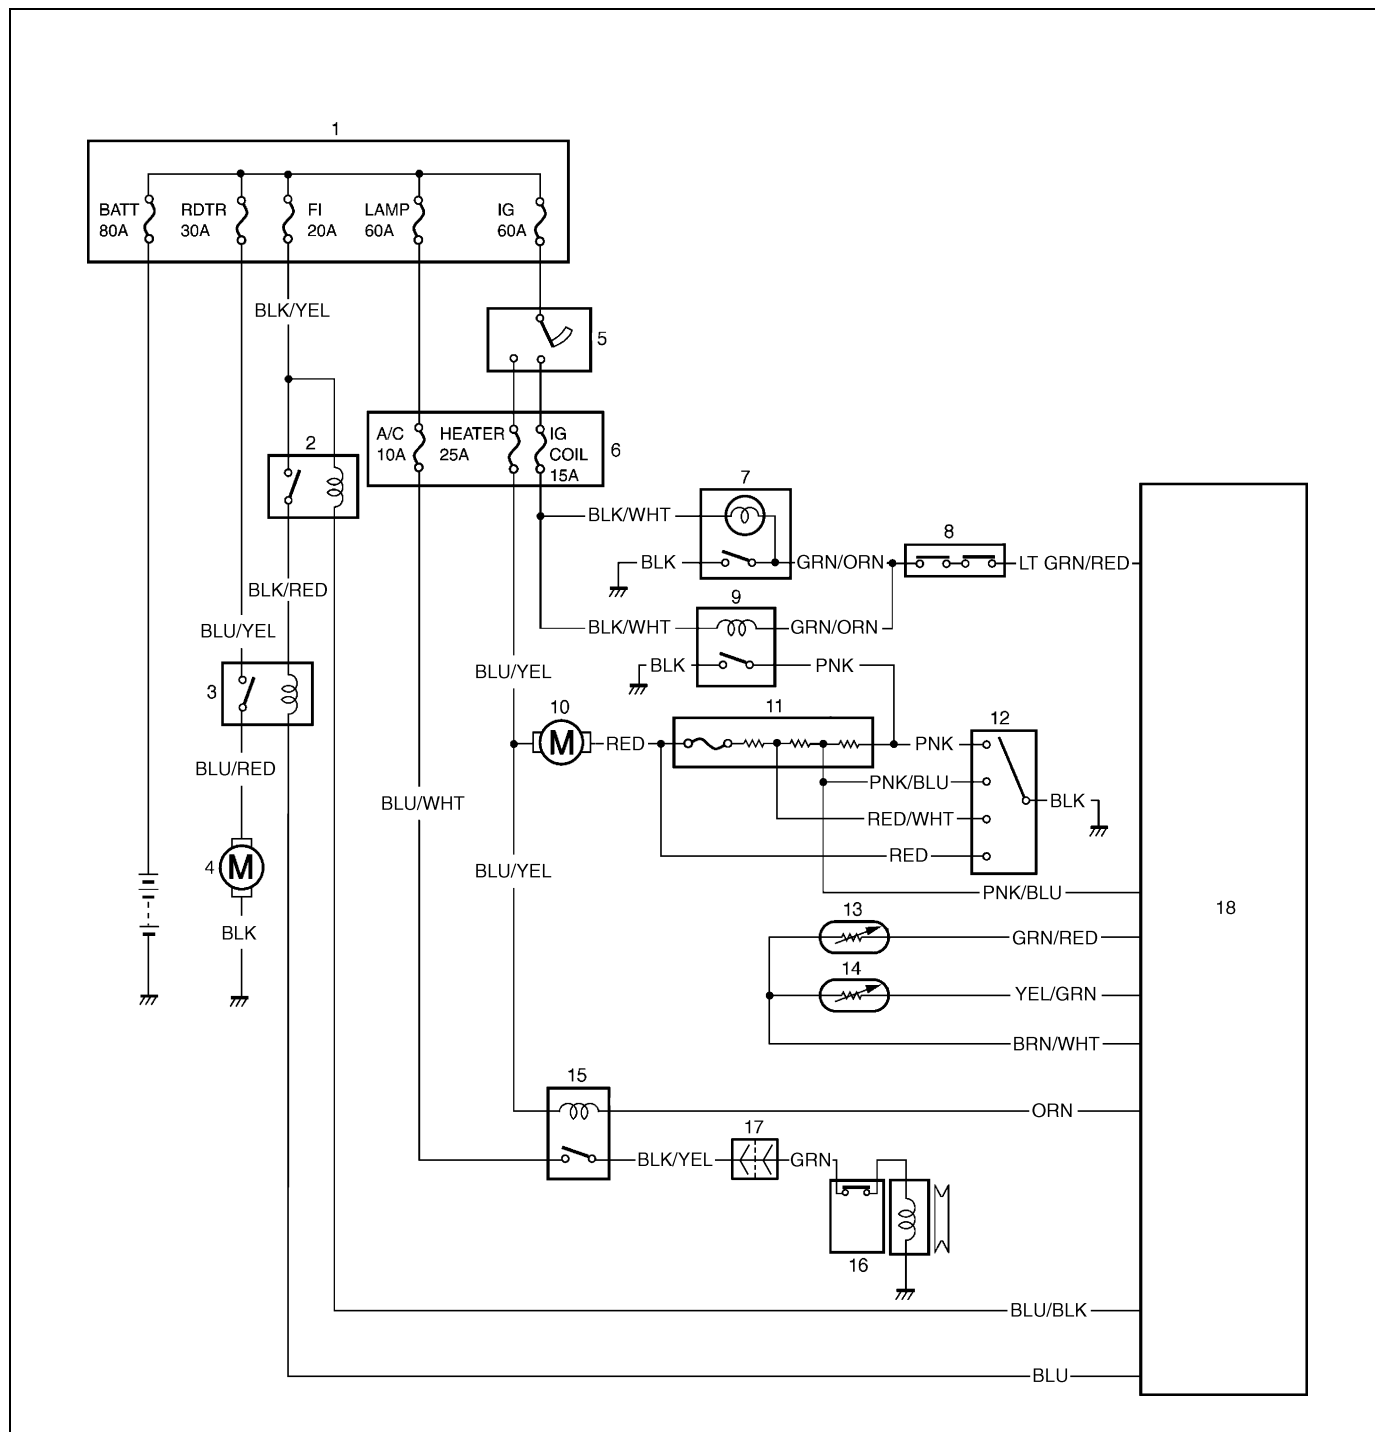 1
BATT
80A
RDTR
30A
FI
20A
LAMP
60A
IG
60A
BLK/YEL
5
A/C
10A
HEATER
25A
IG
COIL
15A
6
2
7
BLK/WHT
8
BLK
GRN/ORN
LT GRN/RED
BLK/RED
9
BLU/YEL
BLK/WHT
GRN/ORN
BLU/YEL
BLK
PNK
3
10
11
12
RED
PNK
BLU/RED
PNK/BLU
BLU/WHT
BLK
RED/WHT
RED
4
BLU/YEL
PNK/BLU
18
13
BLK
GRN/RED
14
YEL/GRN
BRN/WHT
15
ORN
17
BLK/YEL
GRN
16
BLU/BLK
BLU
M
M